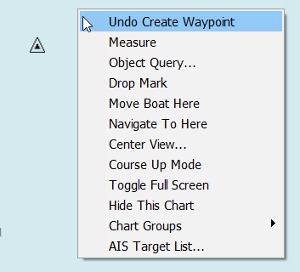 Undo Create Waypoint
Measure
Object Query...
Drop Mark
Move Boat Here
Navigate To Here
Center View...
Course Up Mode
Toggle Full Screen
Hide This Chart
Chart Groups
AIS Target List...